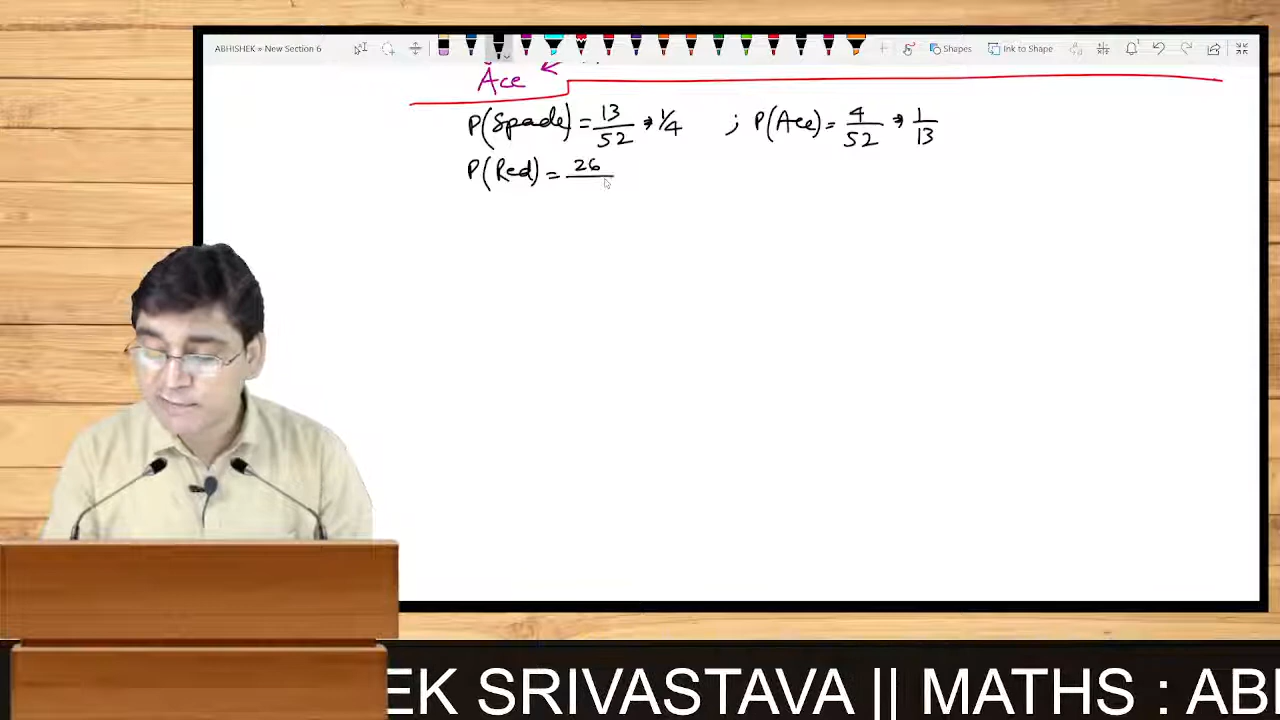 ABHISHEK » New Section 6
Shapes
Ink to Shape
Ace
P(Spade) = 13/52 → 1/4 ; P(Ace) = 4/52 → 1/13
P(Red) = 26
EK SRIVASTAVA || MATHS : AB